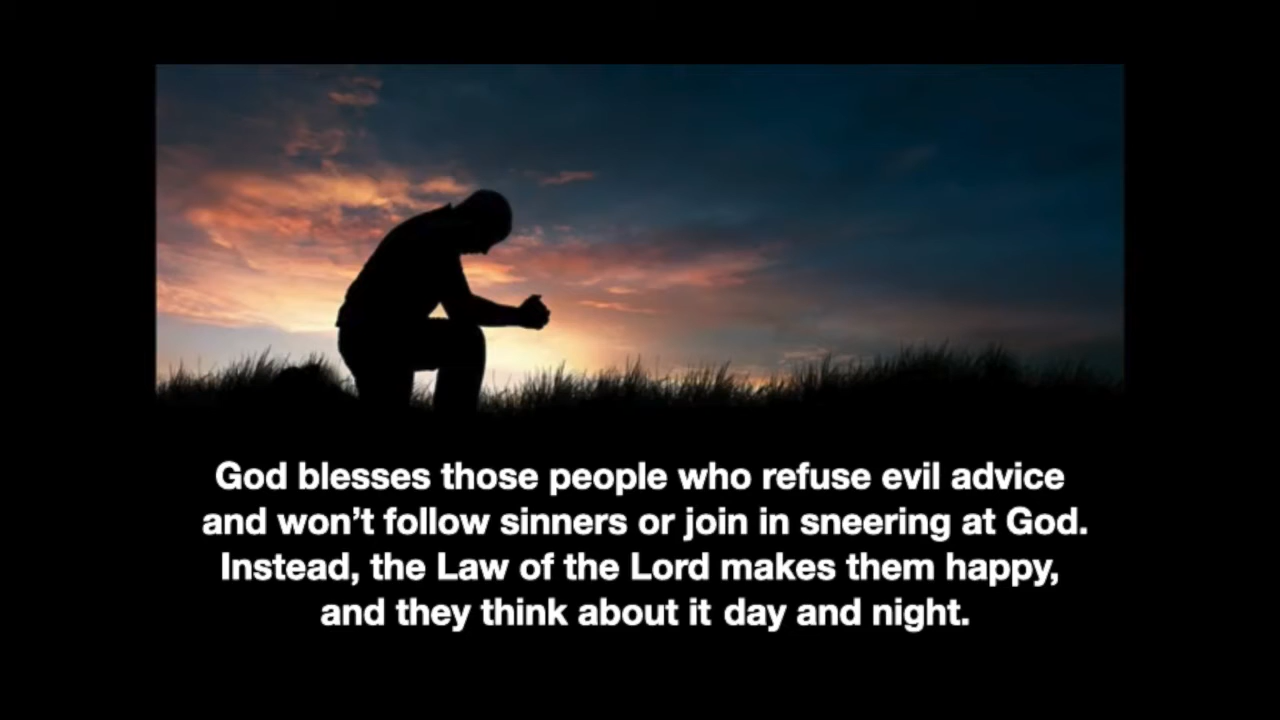 God blesses those people who refuse evil advice
and won’t follow sinners or join in sneering at God.
Instead, the Law of the Lord makes them happy,
and they think about it day and night.